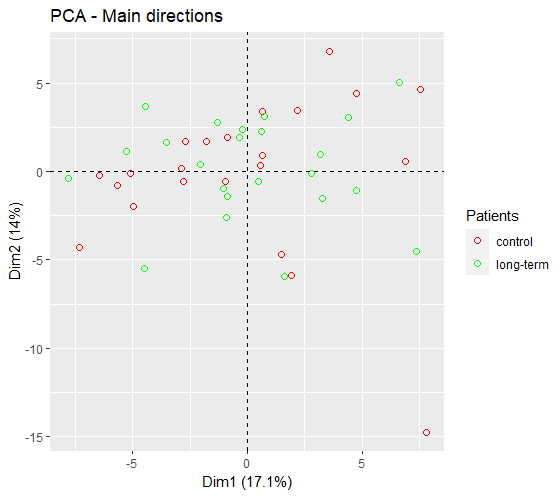 PCA - Main directions
5
0
-5
-10
-15
Dim2 (14%)
-5
0
5
Dim1 (17.1%)
Patients
control
long-term